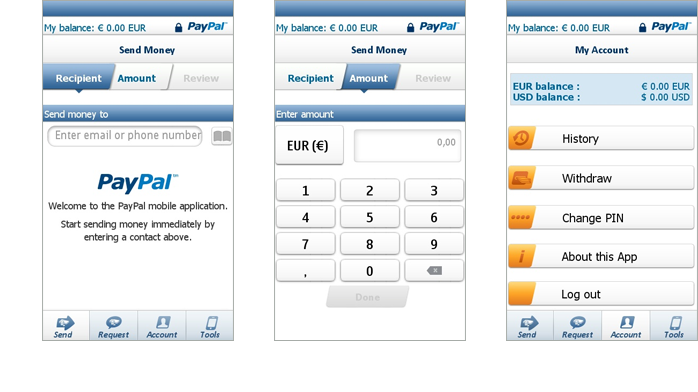 My balance: € 0.00 EUR PayPal™
Send Money
Recipient Amount Review
Send money to
Enter email or phone number
PayPal™
Welcome to the PayPal mobile application.
Start sending money immediately by
entering a contact above.
Send Request Account Tools
My balance: € 0.00 EUR PayPal™
Send Money
Recipient Amount Review
Enter amount
EUR (€) 0,00
1 2 3
4 5 6
7 8 9
, 0
Done
My balance: € 0.00 EUR PayPal™
My Account
EUR balance : € 0.00 EUR
USD balance : $ 0.00 USD
History
Withdraw
Change PIN
About this App
Log out
Send Request Account Tools